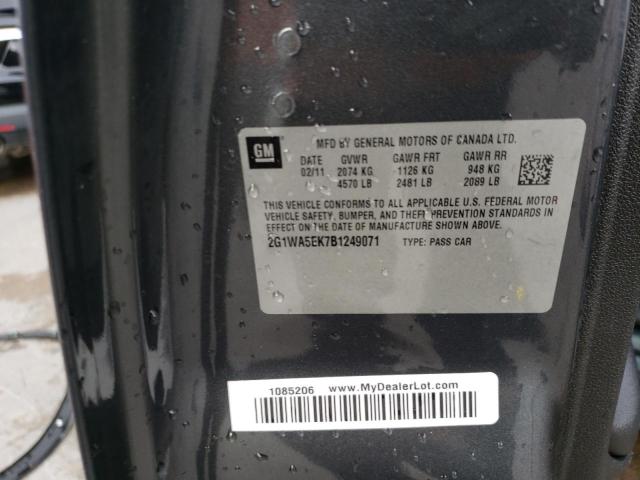 GM
MFD BY GENERAL MOTORS OF CANADA LTD.
DATE GVWR GAWR FRT GAWR RR
02/11 2074 KG 1126 KG 948 KG
4570 LB 2481 LB 2089 LB
THIS VEHICLE CONFORMS TO ALL APPLICABLE U.S. FEDERAL MOTOR
VEHICLE SAFETY, BUMPER, AND THEFT PREVENTION STANDARDS IN
EFFECT ON THE DATE OF MANUFACTURE SHOWN ABOVE.
2G1WA5EK7B1249071 TYPE: PASS CAR
1085206 www.MyDealerLot.com